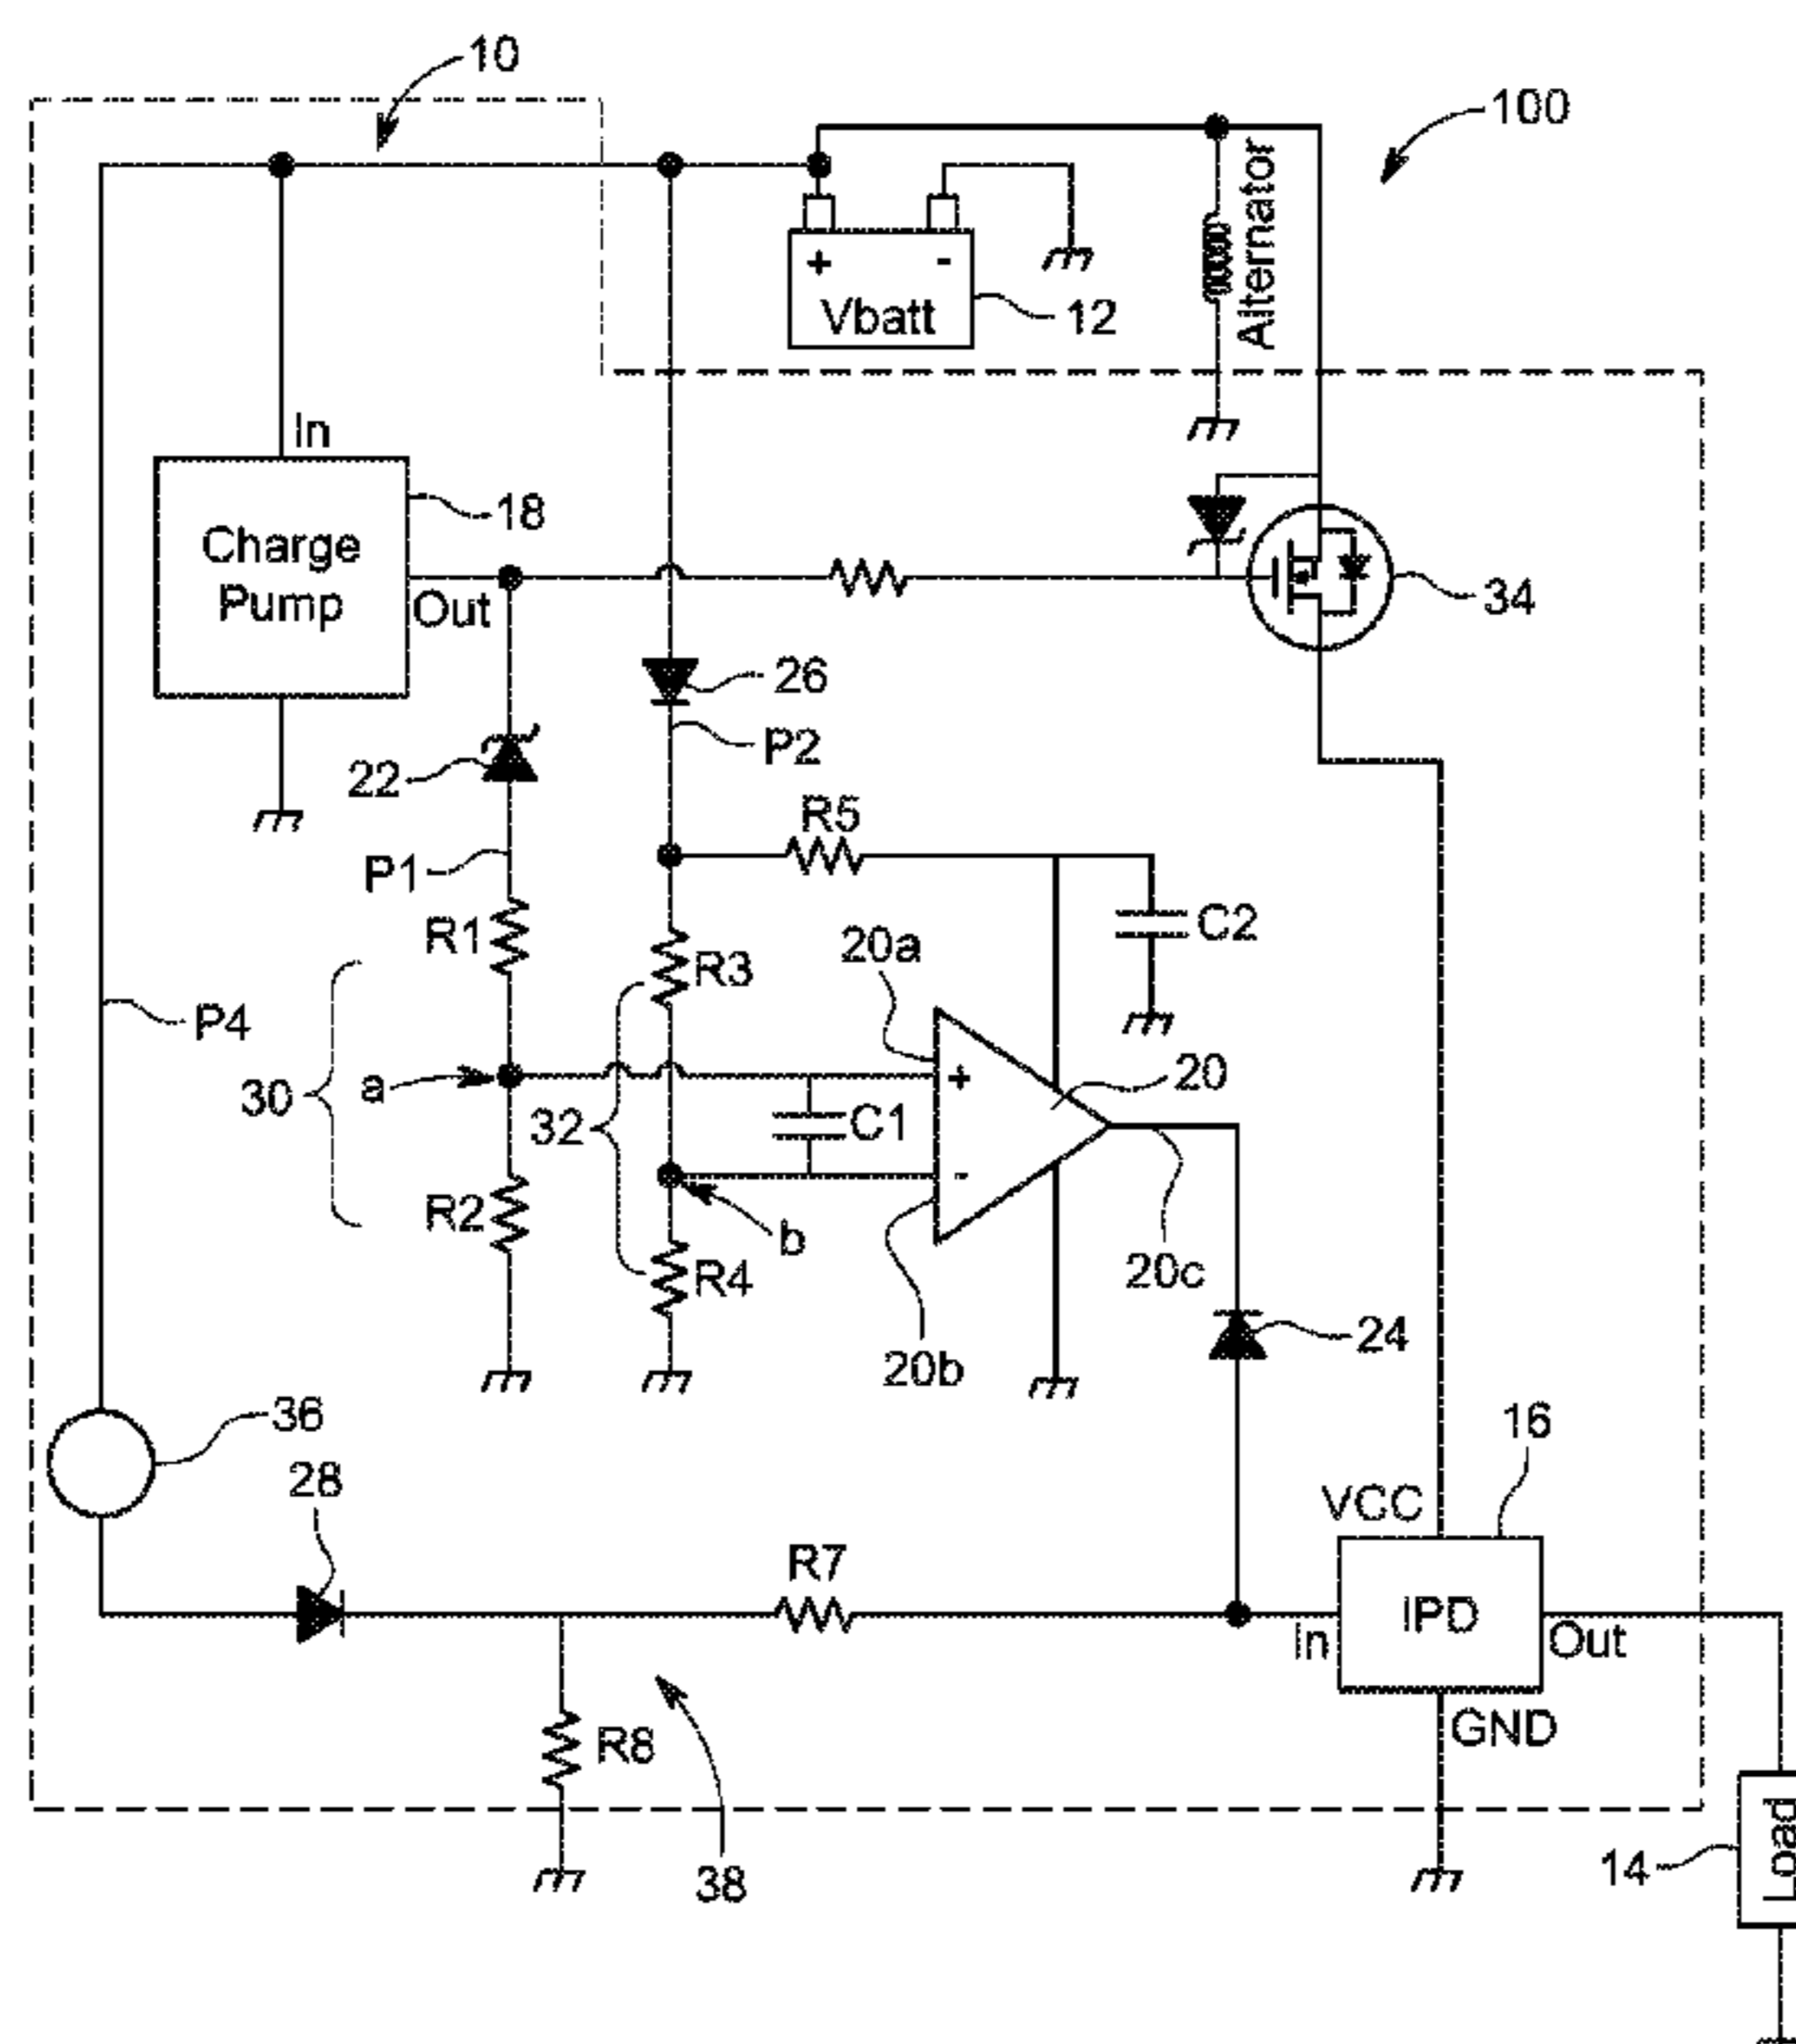 10
100
Alternator
+ -
Vbatt
12
In
18
Charge
Pump
Out
34
26
P2
22
R5
P1
R1
C2
20a
R3
P4
+
20
a
30
C1
32
-
R2
b
20c
R4
24
20b
36
16
28
VCC
R7
IPD
In
Out
GND
R8
14
Load
38